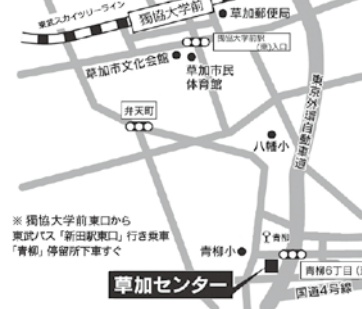 東武スカイツリーライン
獨協大学前
草加郵便局
獨協大学前駅
(東)入口
草加市文化会館
草加市民
体育館
弁天町
東京外環自動車道
八幡小
※ 獨協大学前東口から
東武バス「新田駅東口」行き乗車
「青柳」停留所下車すぐ
青柳
青柳小
青柳6丁目
草加センター
国道4号線